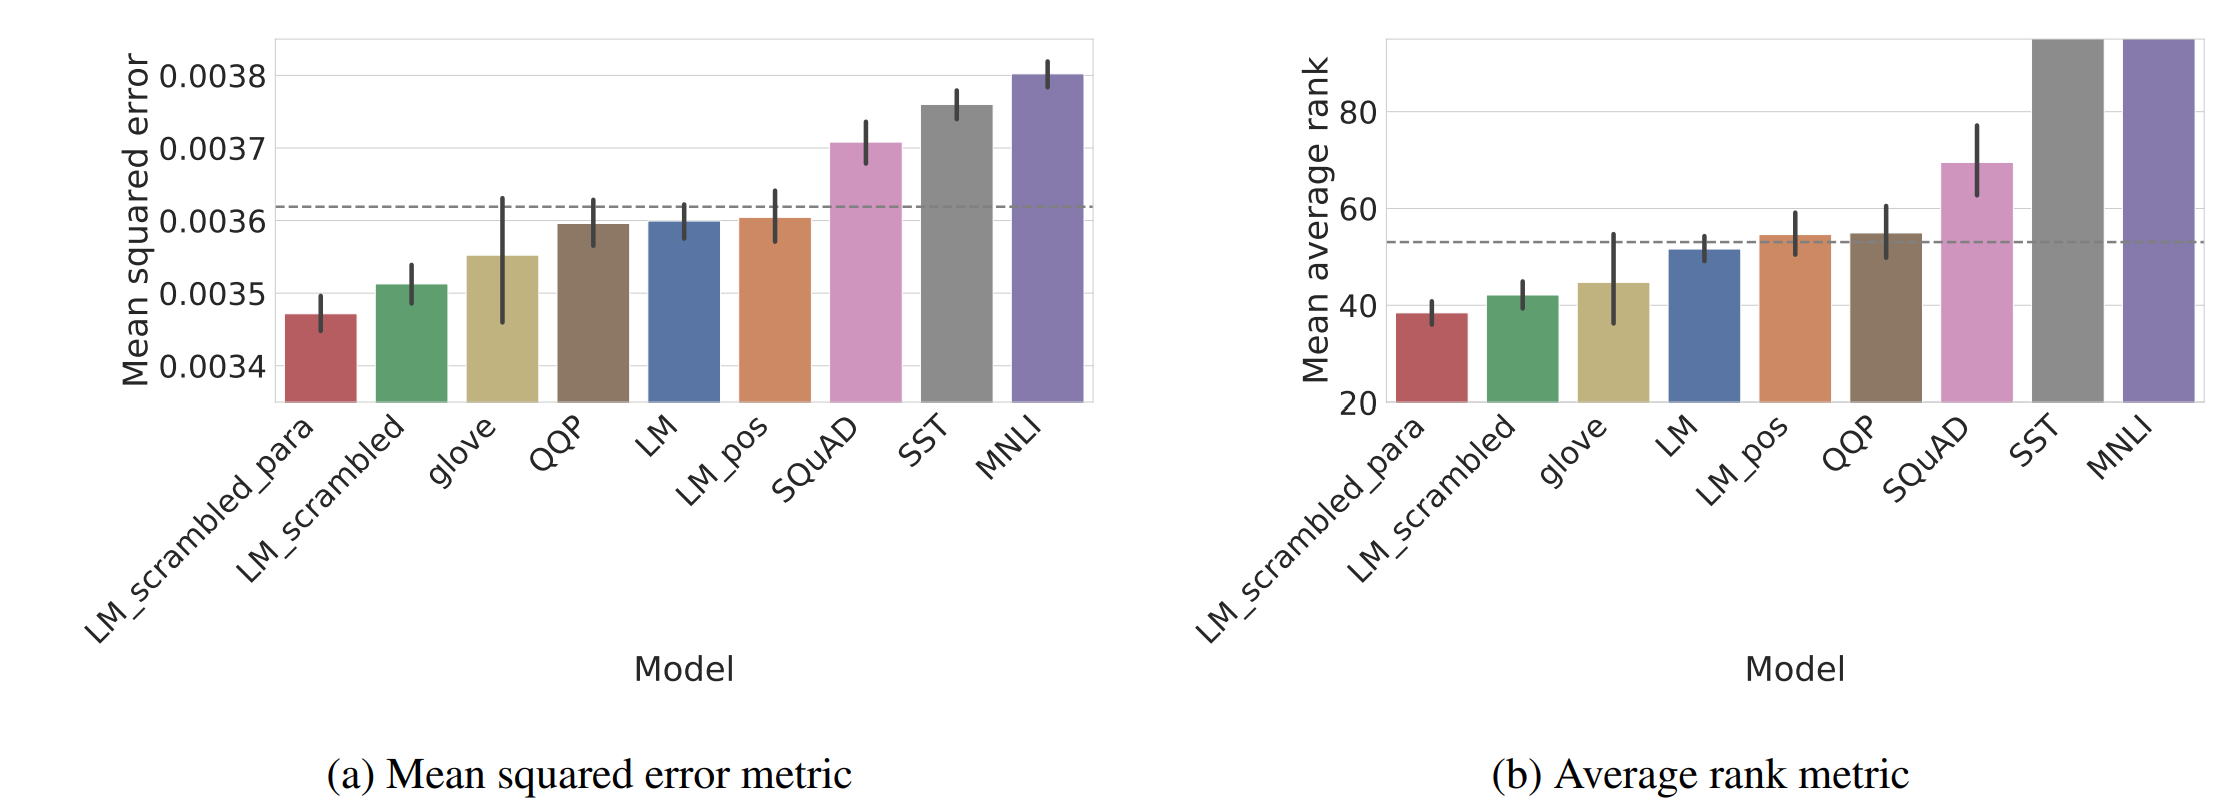 Mean squared error
0.0038
0.0037
0.0036
0.0035
0.0034
LM_scrambled_para
LM_scrambled
glove
QQP
LM
LM_pos
SQuAD
SST
MNLI
Model
(a) Mean squared error metric
Mean average rank
80
60
40
20
LM_scrambled_para
LM_scrambled
glove
LM
LM_pos
QQP
SQuAD
SST
MNLI
Model
(b) Average rank metric